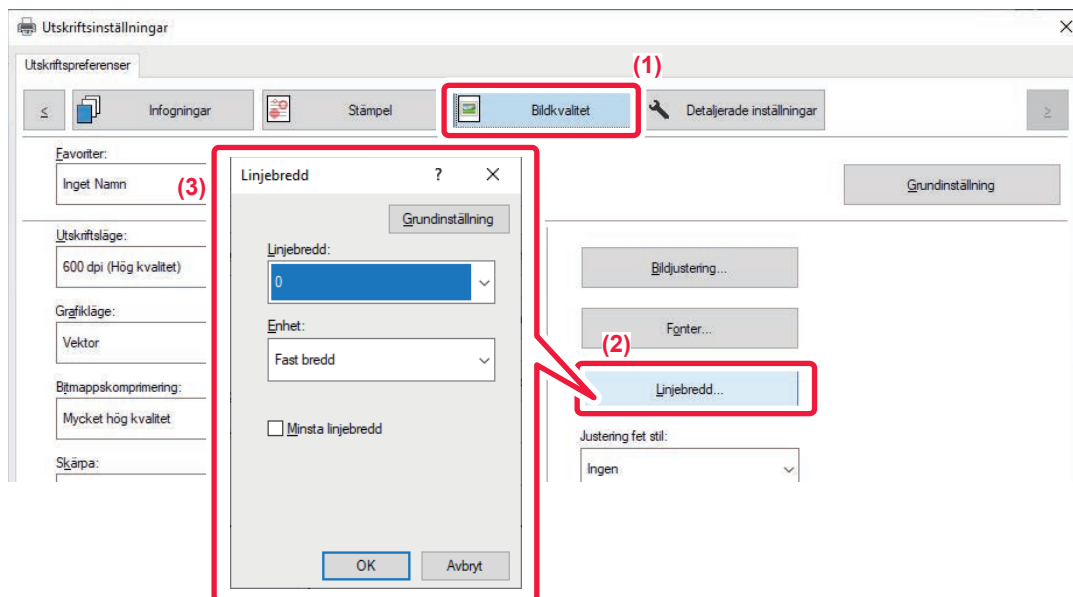 Utskriftsinställningar
Utskriftspreferenser
(1)
<
Infogningar
Stämpel
Bildkvalitet
Detaljerade inställningar
>
Favoriter:
Inget Namn
Grundinställning
(3)
Linjebredd ?
Grundinställning
Linjebredd:
0
Enhet:
Fast bredd
Minsta linjebredd
OK Avbryt
Utskriftsläge:
600 dpi (Hög kvalitet)
Grafikläge:
Vektor
Bitmappskomprimering:
Mycket hög kvalitet
Skärpa:
Bildjustering...
Fonter...
(2)
Linjebredd...
Justering fet stil:
Ingen